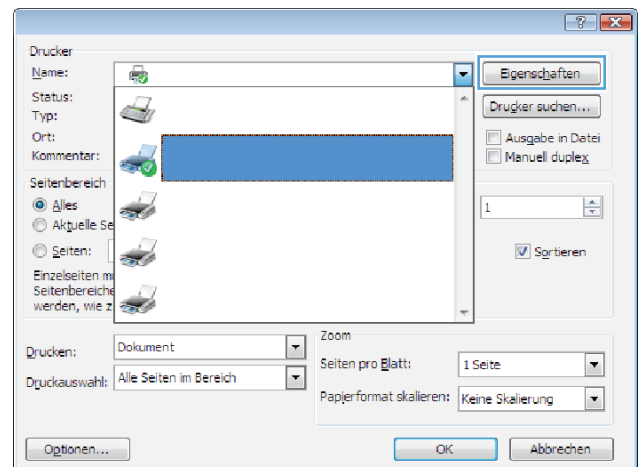 Drucker
Name:
Eigenschaften
Status:
Drucker suchen...
Typ:
Ort:
Ausgabe in Datei
Kommentar:
Manuell duplex
Seitenbereich
Alles
1
Aktuelle Se
Seiten:
Sortieren
Einzelseiten m
Seitenbereiche
werden, wie z
Zoom
Drucken:
Dokument
Seiten pro Blatt:
1 Seite
Druckauswahl:
Alle Seiten im Bereich
Papierformat skalieren:
Keine Skalierung
Optionen...
OK
Abbrechen